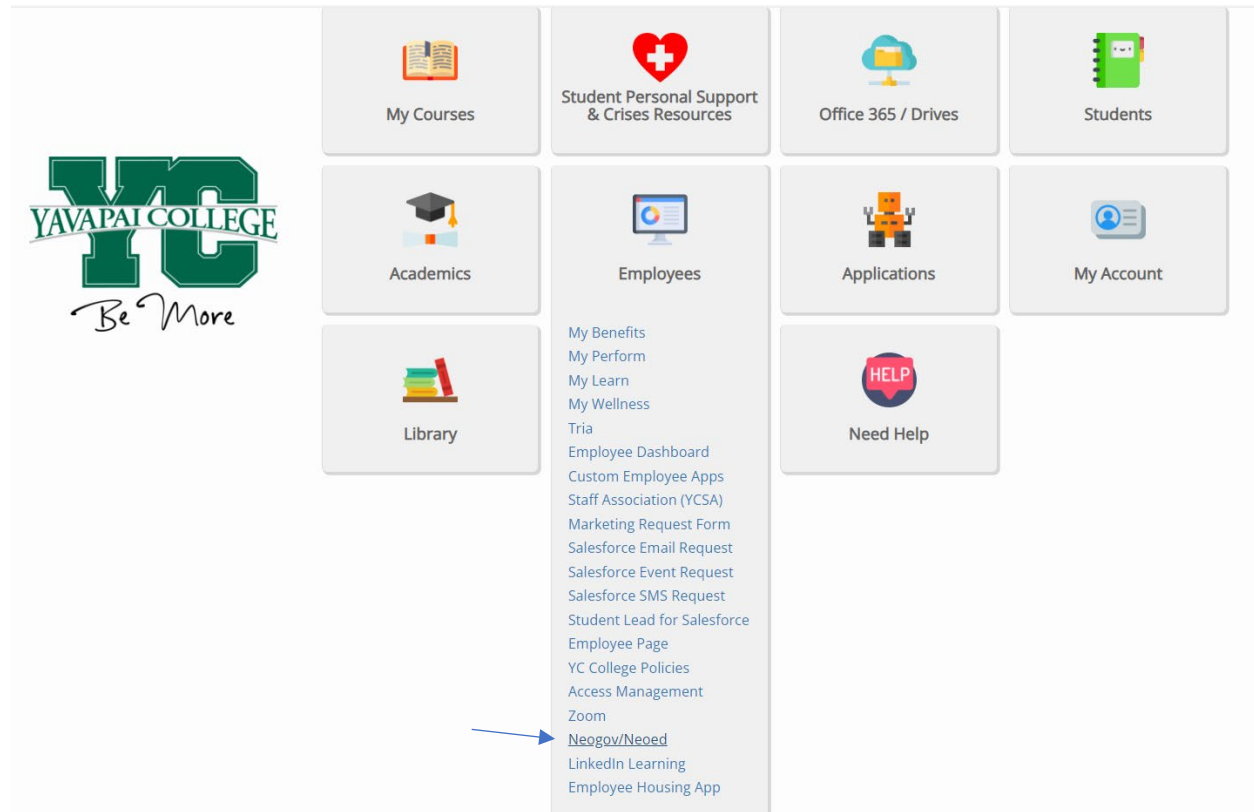 YC
YAVAPAI COLLEGE
Be More
My Courses
Student Personal Support
& Crises Resources
Office 365 / Drives
Students
Academics
Employees
Applications
My Account
My Benefits
My Perform
My Learn
My Wellness
Tria
Employee Dashboard
Custom Employee Apps
Staff Association (YCSA)
Marketing Request Form
Salesforce Email Request
Salesforce Event Request
Salesforce SMS Request
Student Lead for Salesforce
Employee Page
YC College Policies
Access Management
Zoom
Neogov/Neoed
LinkedIn Learning
Employee Housing App
Library
HELP
Need Help